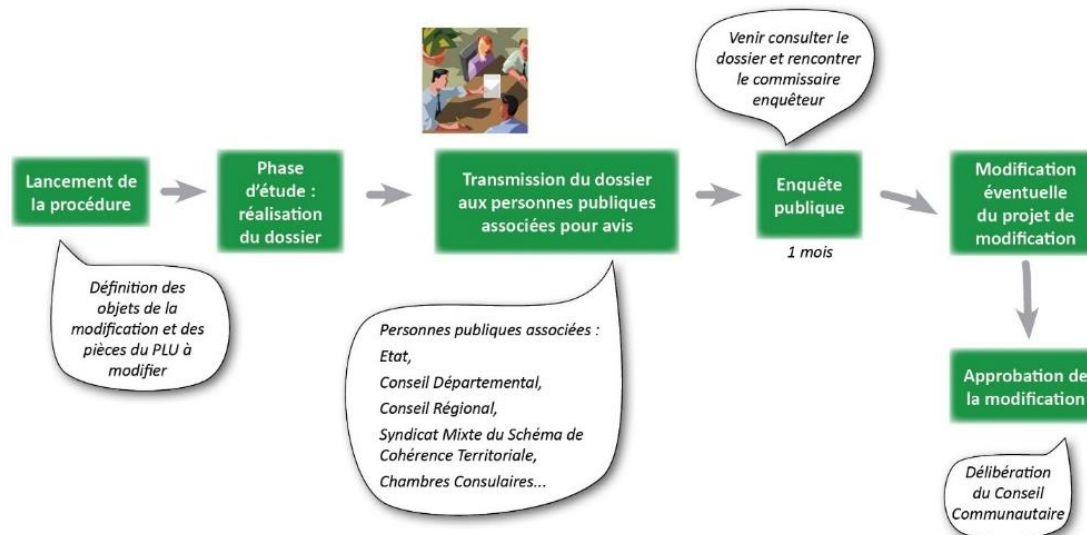 Venir consulter le
dossier et rencontrer
le commissaire
enquêteur
Lancement de
la procédure
Phase
d'étude :
réalisation
du dossier
Transmission du dossier
aux personnes publiques
associées pour avis
Enquête
publique
1 mois
Modification
éventuelle
du projet de
modification
Définition des
objets de la
modification et des
pièces du PLU à
modifier
Personnes publiques associées :
Etat,
Conseil Départemental,
Conseil Régional,
Syndicat Mixte du Schéma de
Cohérence Territoriale,
Chambres Consulaires...
Approbation de
la modification
Délibération
du Conseil
Communautaire